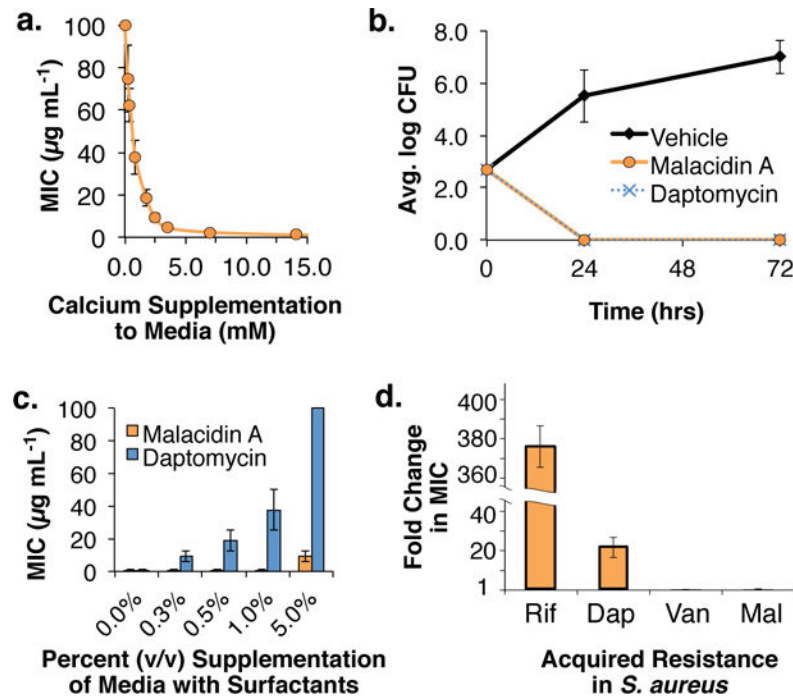 a.
MIC (µg mL-1)
100
80
60
40
20
0
0.0 5.0 10.0 15.0
Calcium Supplementation
to Media (mM)
b.
Avg. log CFU
8.0
6.0
4.0
2.0
0.0
Vehicle
Malacidin A
Daptomycin
0 24 48 72
Time (hrs)
c.
MIC (µg mL-1)
100
80
60
40
20
0
Malacidin A
Daptomycin
0.0% 0.3% 0.5% 1.0% 5.0%
Percent (v/v) Supplementation
of Media with Surfactants
d.
Fold Change
in MIC
400
380
360
40
20
1
Rif Dap Van Mal
Acquired Resistance
in S. aureus